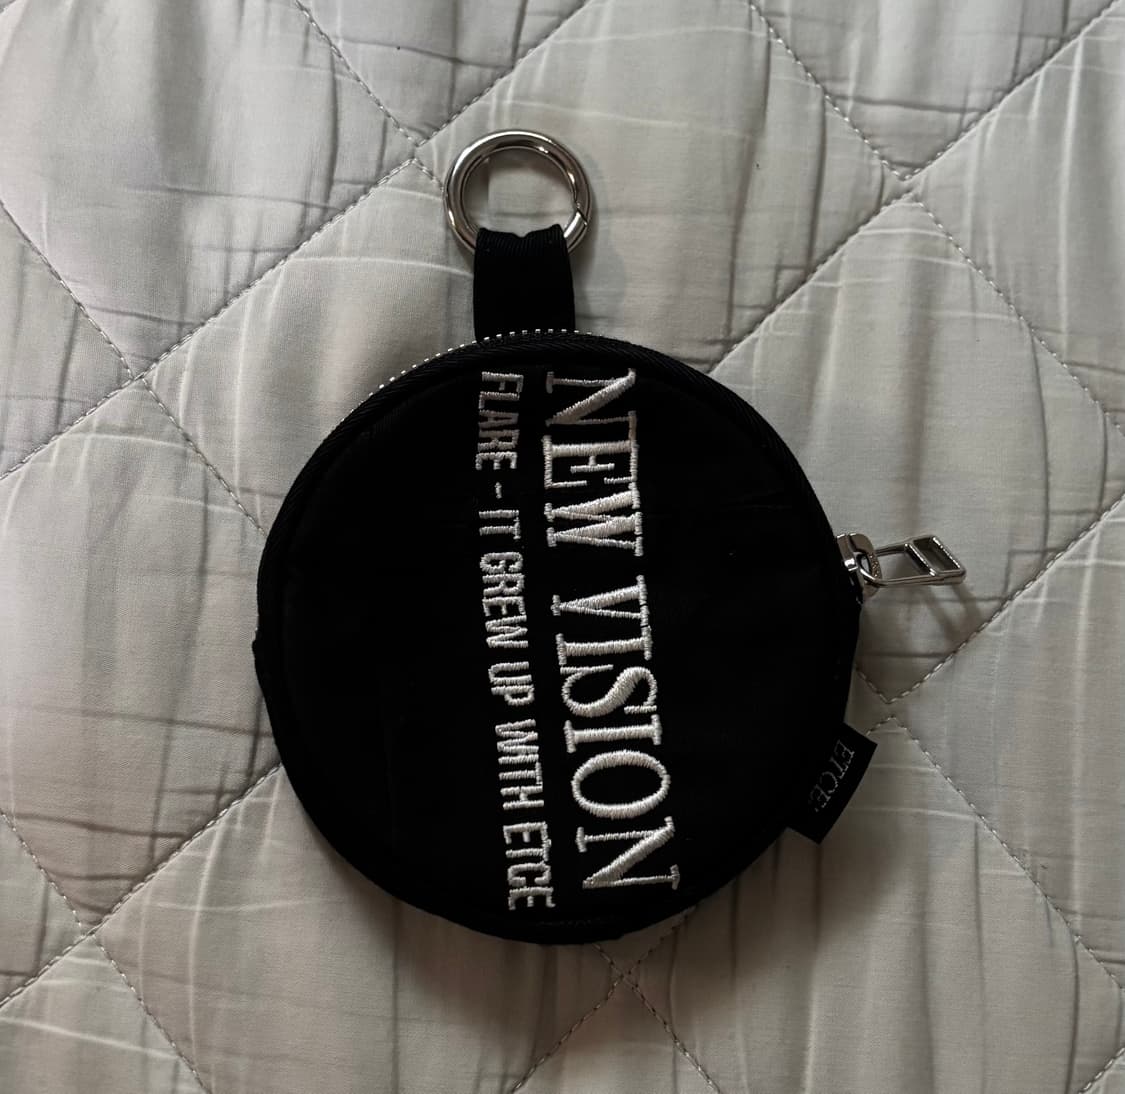 NEW VISION
FLARE - IT GREW UP WITH ETCE
ETCE